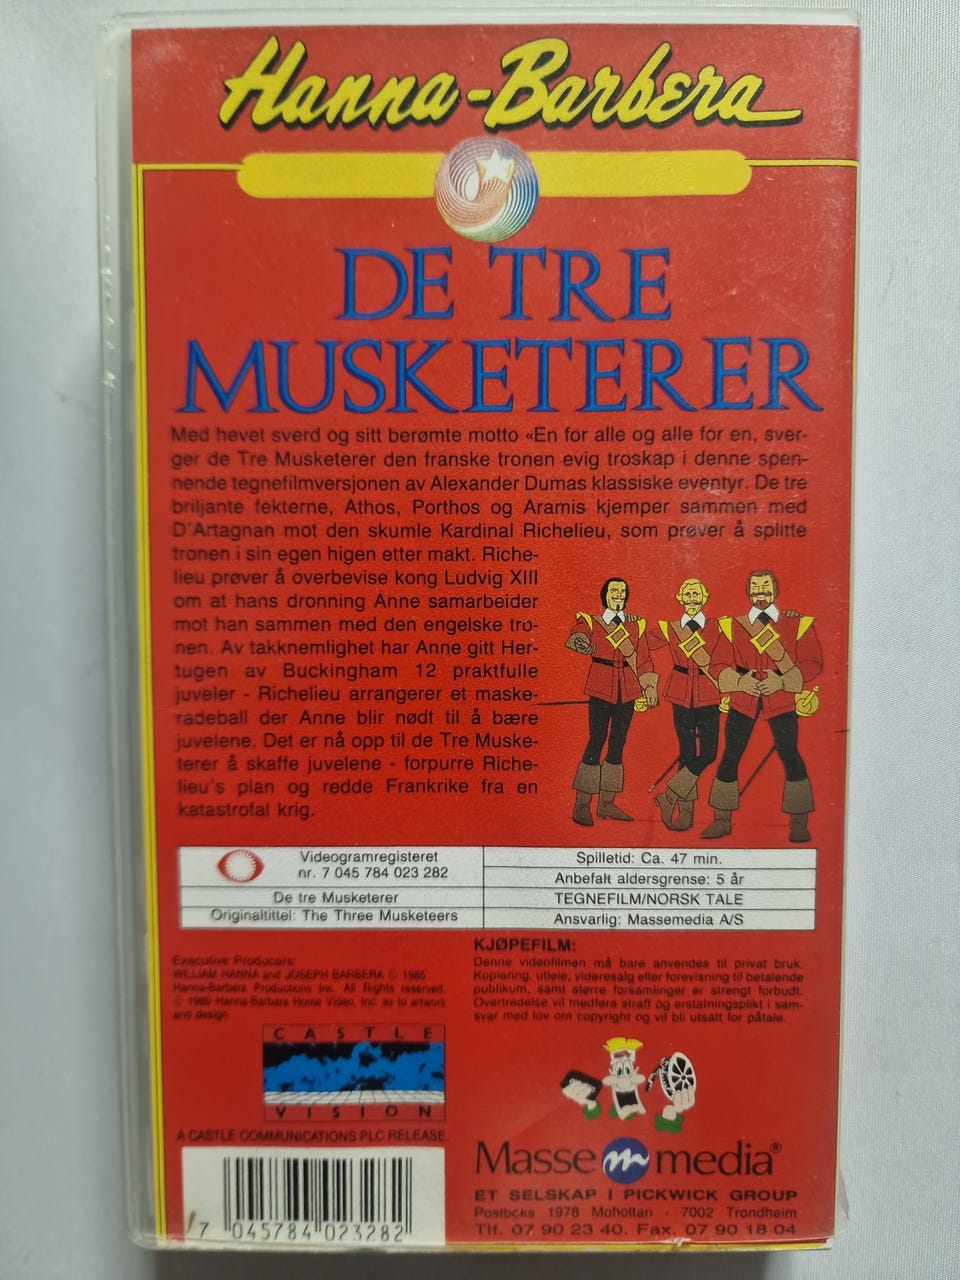 Hanna-Barbera
DE TRE
MUSKETERER
Med hevet sverd og sitt berømte motto «En for alle og alle for en, sver-
ger de Tre Musketerer den franske tronen evig troskap i denne spen-
nende tegnefilmversjonen av Alexander Dumas klassiske eventyr. De tre
briljante fekterne, Athos, Porthos og Aramis kjemper sammen med
D'Artagnan mot den skumle Kardinal Richelieu, som prøver å splitte
tronen i sin egen higen etter makt. Riche-
lieu prøver å overbevise kong Ludvig XIII
om at hans dronning Anne samarbeider
mot han sammen med den engelske tro-
nen. Av takknemlighet har Anne gitt Her-
tugen av Buckingham 12 praktfulle
juveler - Richelieu arrangerer et maske-
radeball der Anne blir nødt til å bære
juvelene. Det er nå opp til de Tre Muske-
terer å skaffe juvelene - forpurre Riche-
lieu's plan og redde Frankrike fra en
katastrofal krig.
Videogramregisteret
nr. 7 045 784 023 282
De tre Musketerer
Originaltittel: The Three Musketeers
Spilletid: Ca. 47 min.
Anbefalt aldersgrense: 5 år
TEGNEFILM/NORSK TALE
Ansvarlig: Massemedia A/S
Executive Producers:
WILLIAM HANNA and JOSEPH BARBERA © 1985
Hanna-Barbera Productions Inc. All Rights reserved.
© 1989 Hanna-Barbara Home Video, Inc. as to artwork
and design.
CASTLE
VISION
A CASTLE COMMUNICATIONS PLC RELEASE
7 045784 023282
KJØPEFILM:
Denne videofilmen må bare anvendes til privat bruk.
Kopiering, utleie, videresalg eller forevisning til betalende
publikum, samt større forsamlinger er strengt forbudt.
Overtredelse vil medføre straff og erstatningsplikt i sam-
svar med lov om copyright og vil bli utsatt for påtale.
Masse m media®
ET SELSKAP I PICKWICK GROUP
Postboks 1978 Moholtan - 7002 Trondheim
Tlf. 07 90 23 40. Fax. 07 90 18 04